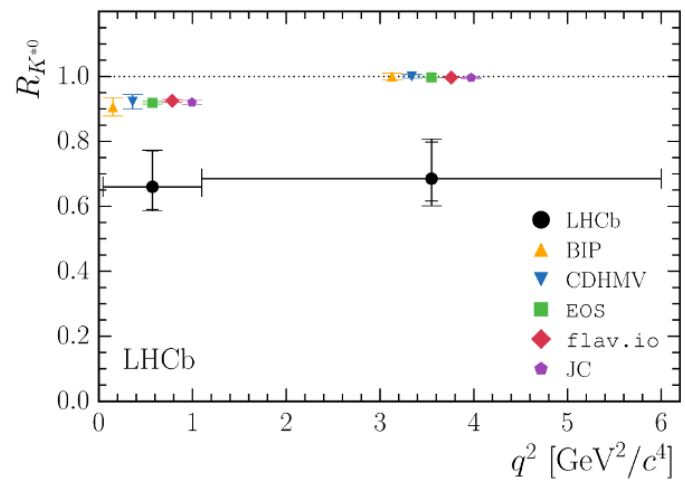 R_{K^{*0}}
1.0
0.8
0.6
0.4
0.2
0.0
LHCb
LHCb
BIP
CDHMV
EOS
flav.io
JC
0 1 2 3 4 5 6
q² [GeV²/c⁴]